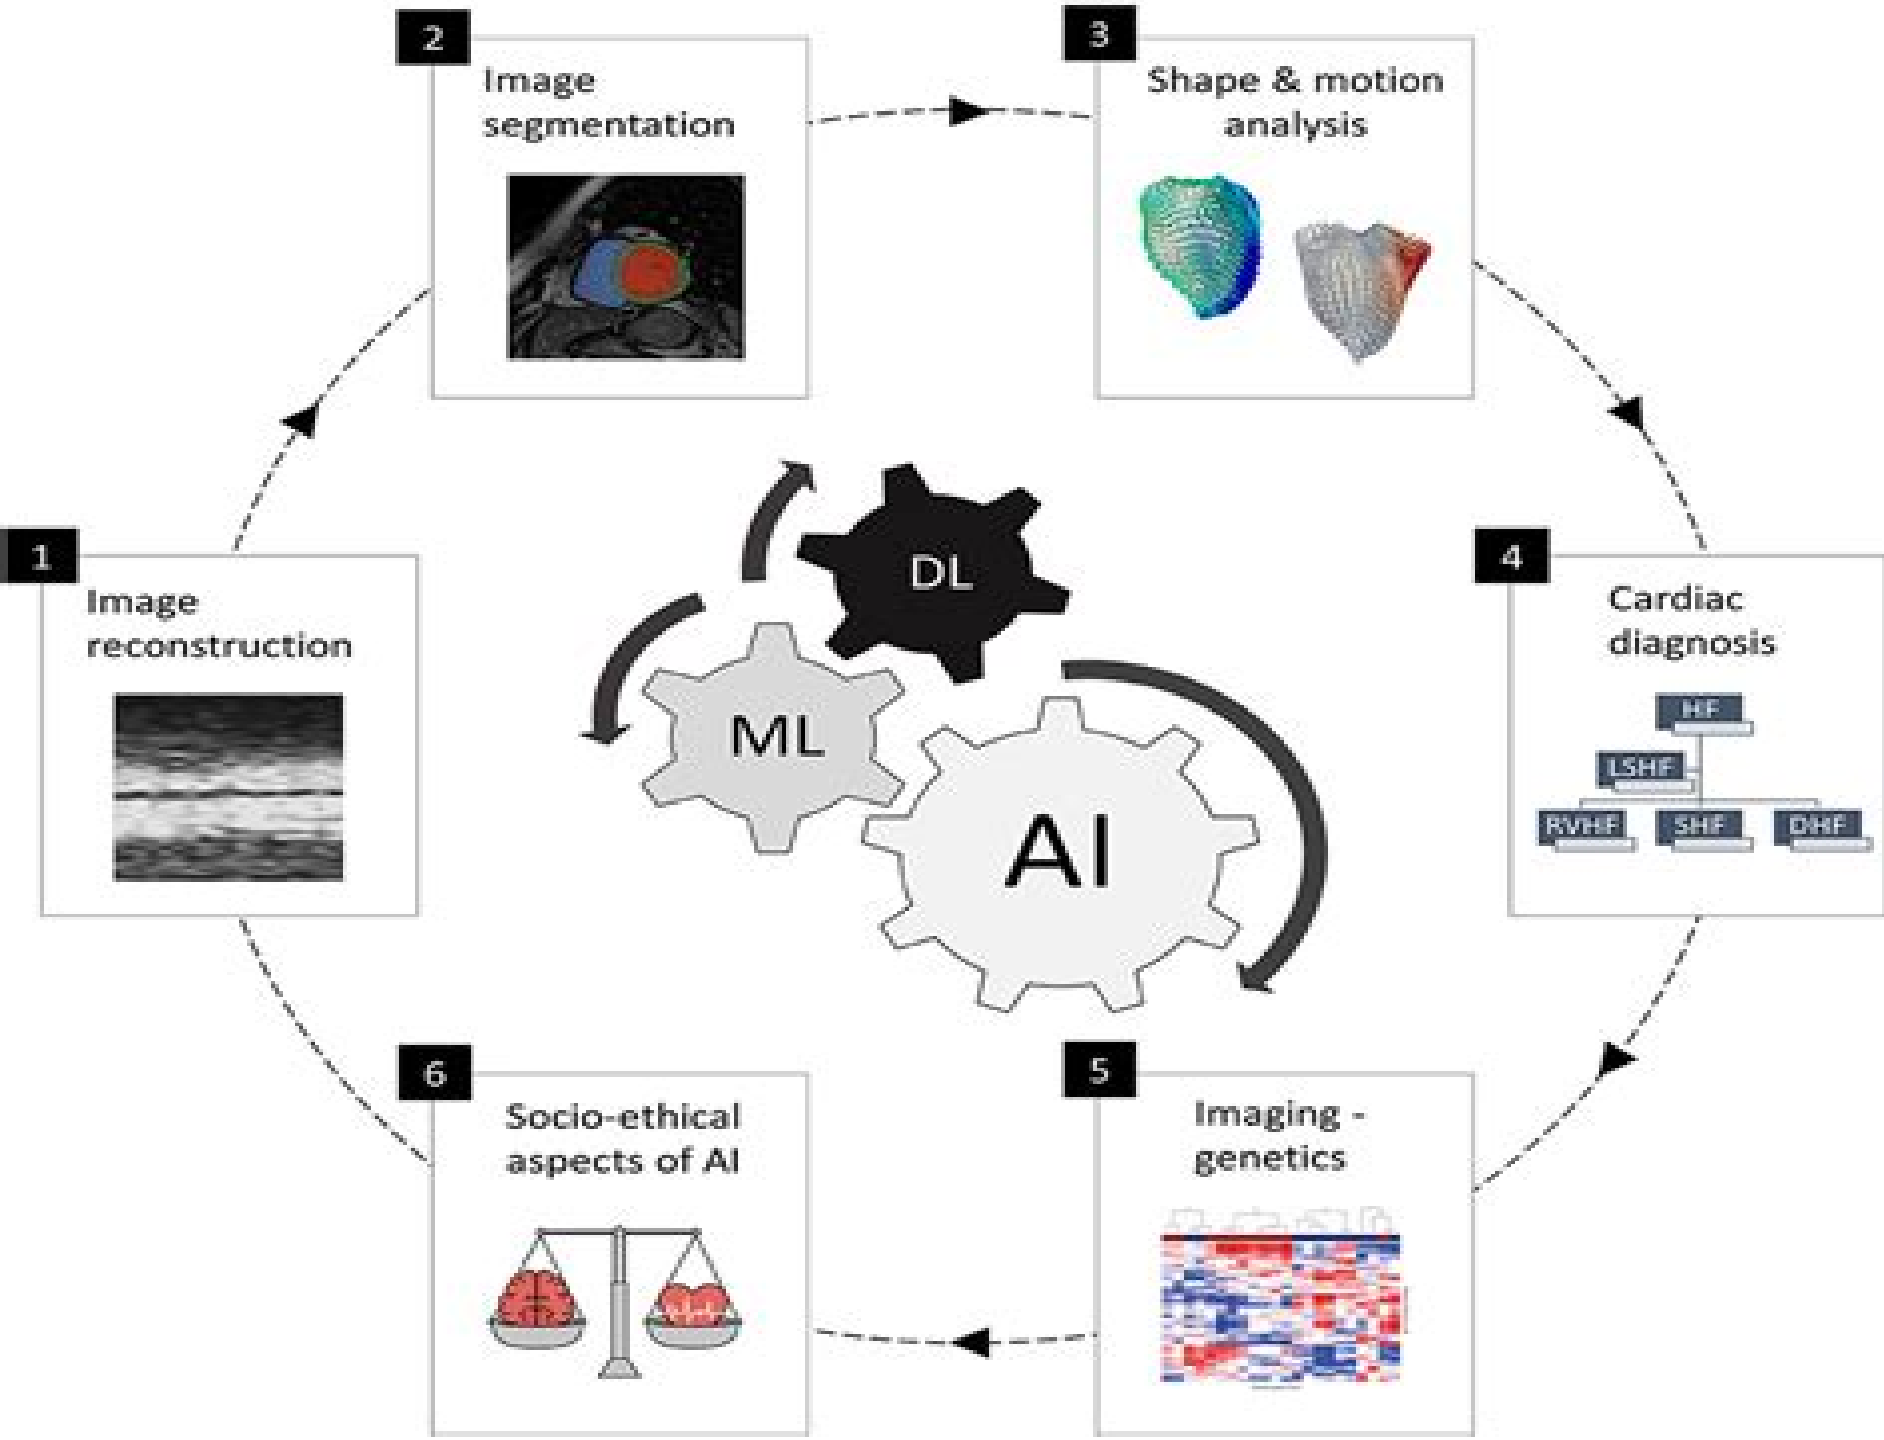 1
Image
reconstruction
2
Image
segmentation
3
Shape & motion
analysis
4
Cardiac
diagnosis
HF
LSHF
RVHF
SHF
DHF
5
Imaging -
genetics
6
Socio-ethical
aspects of AI
DL
ML
AI